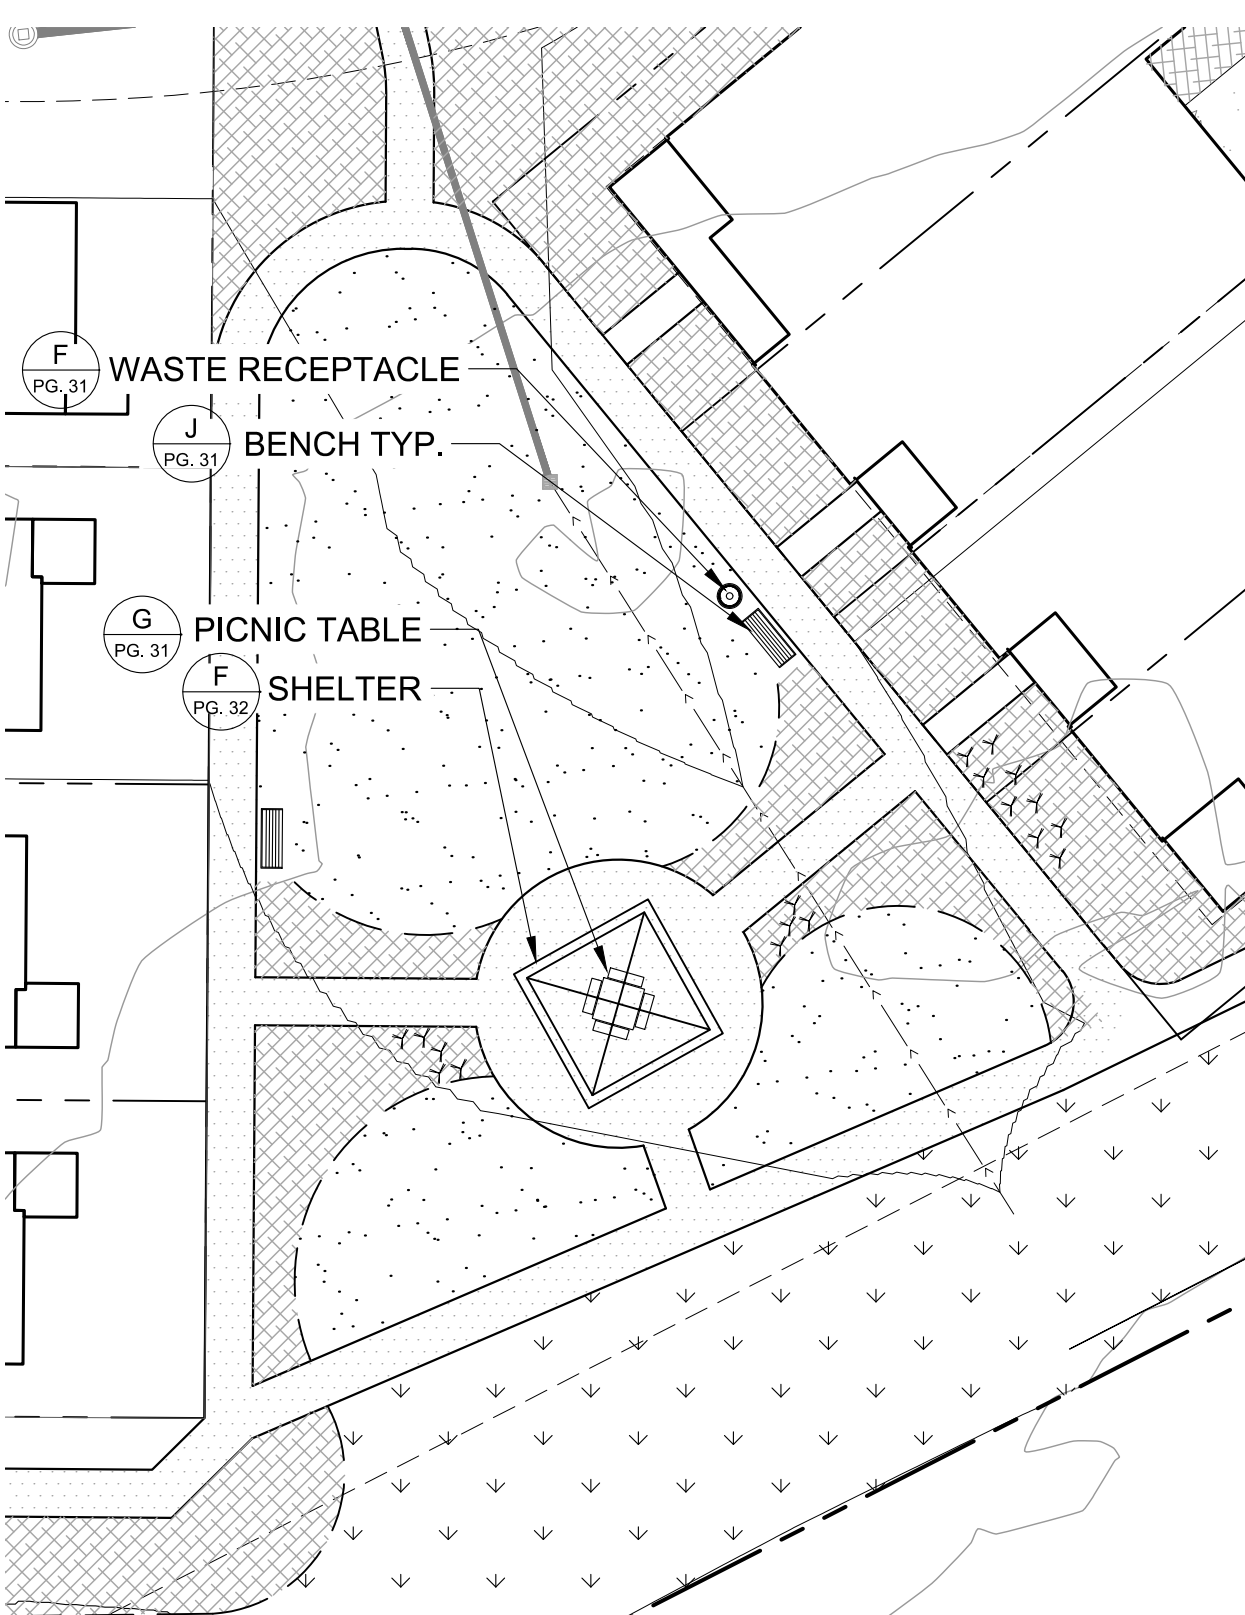 F
PG. 31
WASTE RECEPTACLE
J
PG. 31
BENCH TYP.
G
PG. 31
PICNIC TABLE
F
PG. 32
SHELTER